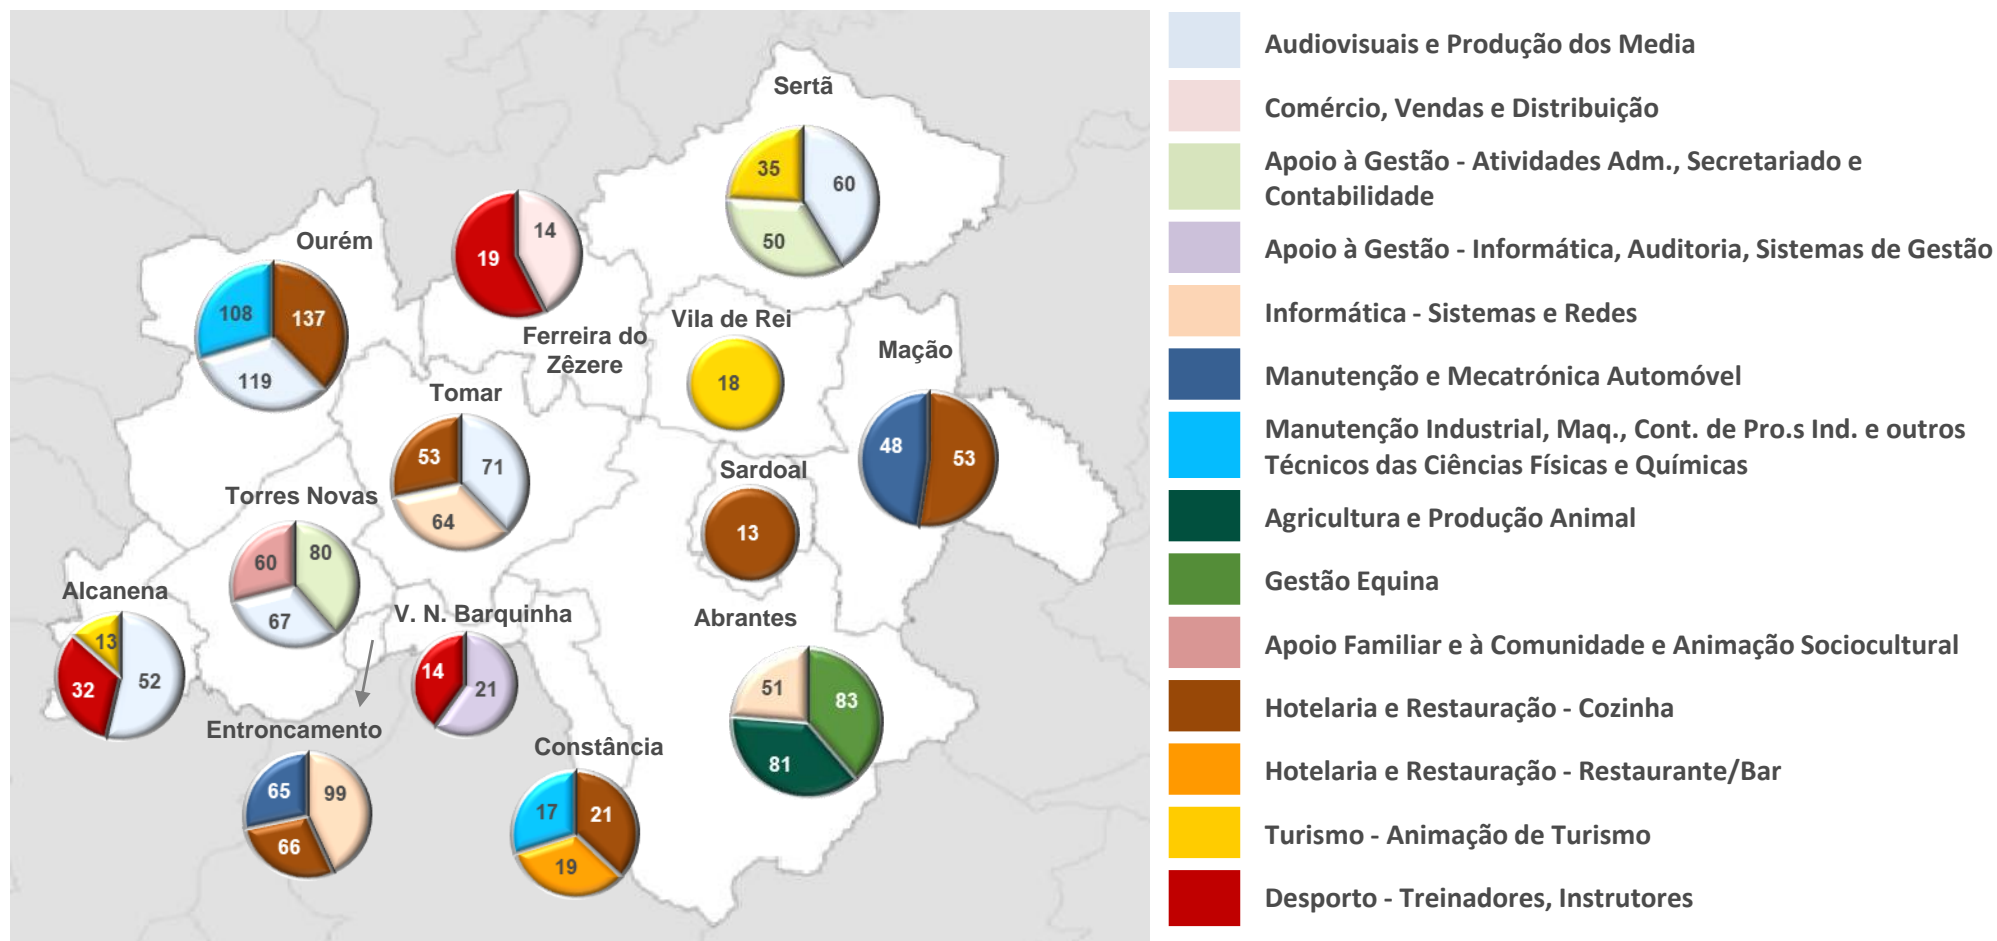 Sertã
35
60
50
Ourém
108
137
119
19
14
Ferreira do
Zêzere
Vila de Rei
18
Mação
48
53
Tomar
53
71
64
Sardoal
13
Torres Novas
60
80
67
Alcanena
13
52
32
V. N. Barquinha
14
21
Abrantes
51
83
81
Entroncamento
65
99
66
Constância
17
21
19
Audiovisuais e Produção dos Media
Comércio, Vendas e Distribuição
Apoio à Gestão - Atividades Adm., Secretariado e
Contabilidade
Apoio à Gestão - Informática, Auditoria, Sistemas de Gestão
Informática - Sistemas e Redes
Manutenção e Mecatrónica Automóvel
Manutenção Industrial, Maq., Cont. de Pro.s Ind. e outros
Técnicos das Ciências Físicas e Químicas
Agricultura e Produção Animal
Gestão Equina
Apoio Familiar e à Comunidade e Animação Sociocultural
Hotelaria e Restauração - Cozinha
Hotelaria e Restauração - Restaurante/Bar
Turismo - Animação de Turismo
Desporto - Treinadores, Instrutores